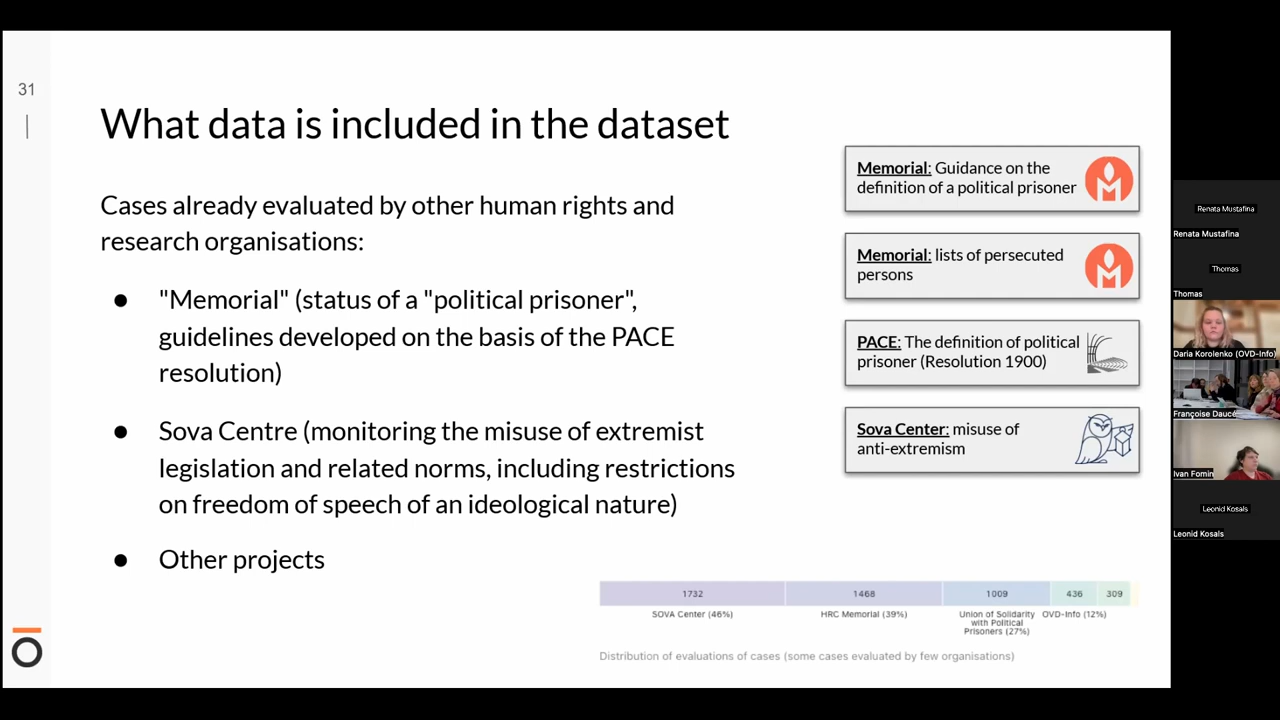 31
What data is included in the dataset
Cases already evaluated by other human rights and
research organisations:
● "Memorial" (status of a "political prisoner",
guidelines developed on the basis of the PACE
resolution)
● Sova Centre (monitoring the misuse of extremist
legislation and related norms, including restrictions
on freedom of speech of an ideological nature)
● Other projects
Memorial: Guidance on the
definition of a political prisoner
Memorial: lists of persecuted
persons
PACE: The definition of political
prisoner (Resolution 1900)
Sova Center: misuse of
anti-extremism
1732 1468 1009 436 309
SOVA Center (46%)
HRC Memorial (39%)
Union of Solidarity
with Political
Prisoners (27%)
OVD-Info (12%)
Distribution of evaluations of cases (some cases evaluated by few organisations)
Renata Mustafina
Renata Mustafina
Thomas
Thomas
Daria Korolenko (OVD-Info)
Françoise Daucé
Ivan Fomin
Leonid Kosals
Leonid Kosals